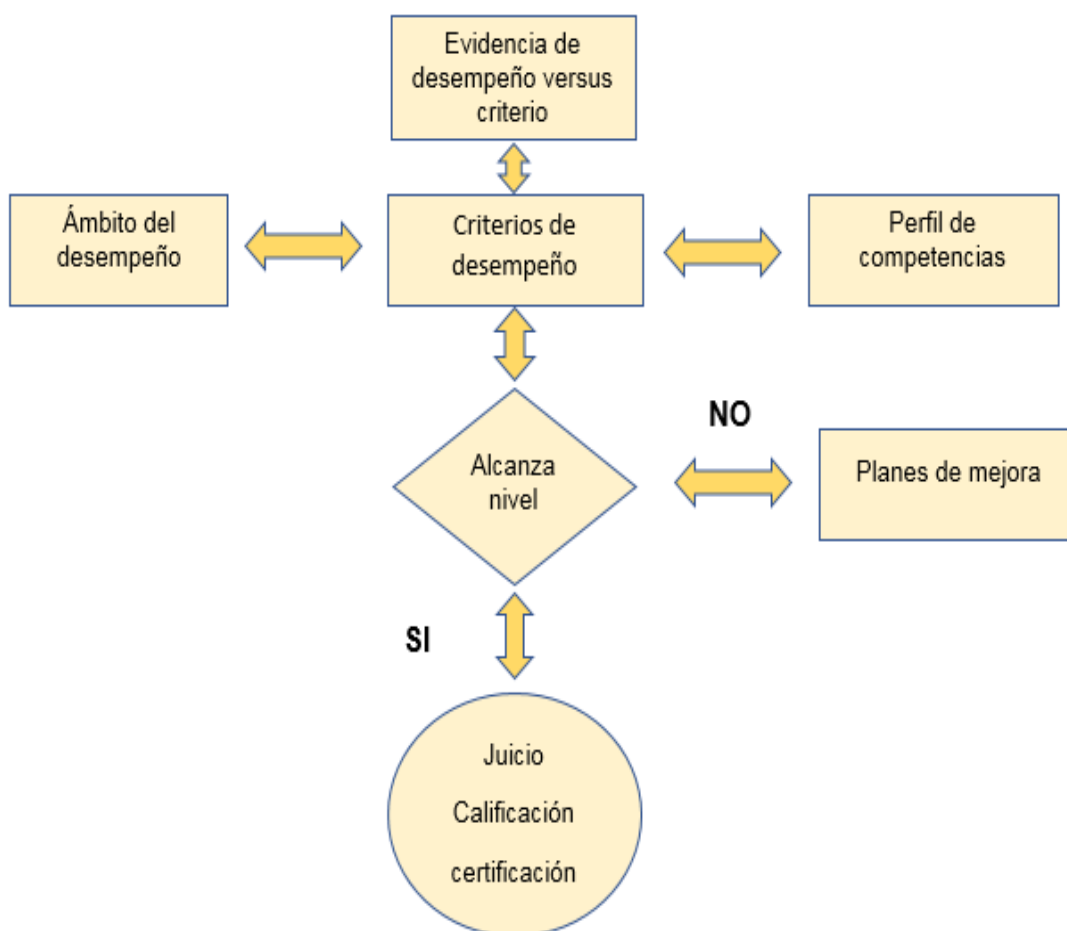 Evidencia de
desempeño versus
criterio
Ámbito del
desempeño
Criterios de
desempeño
Perfil de
competencias
Alcanza
nivel
NO
Planes de mejora
SI
Juicio
Calificación
certificación